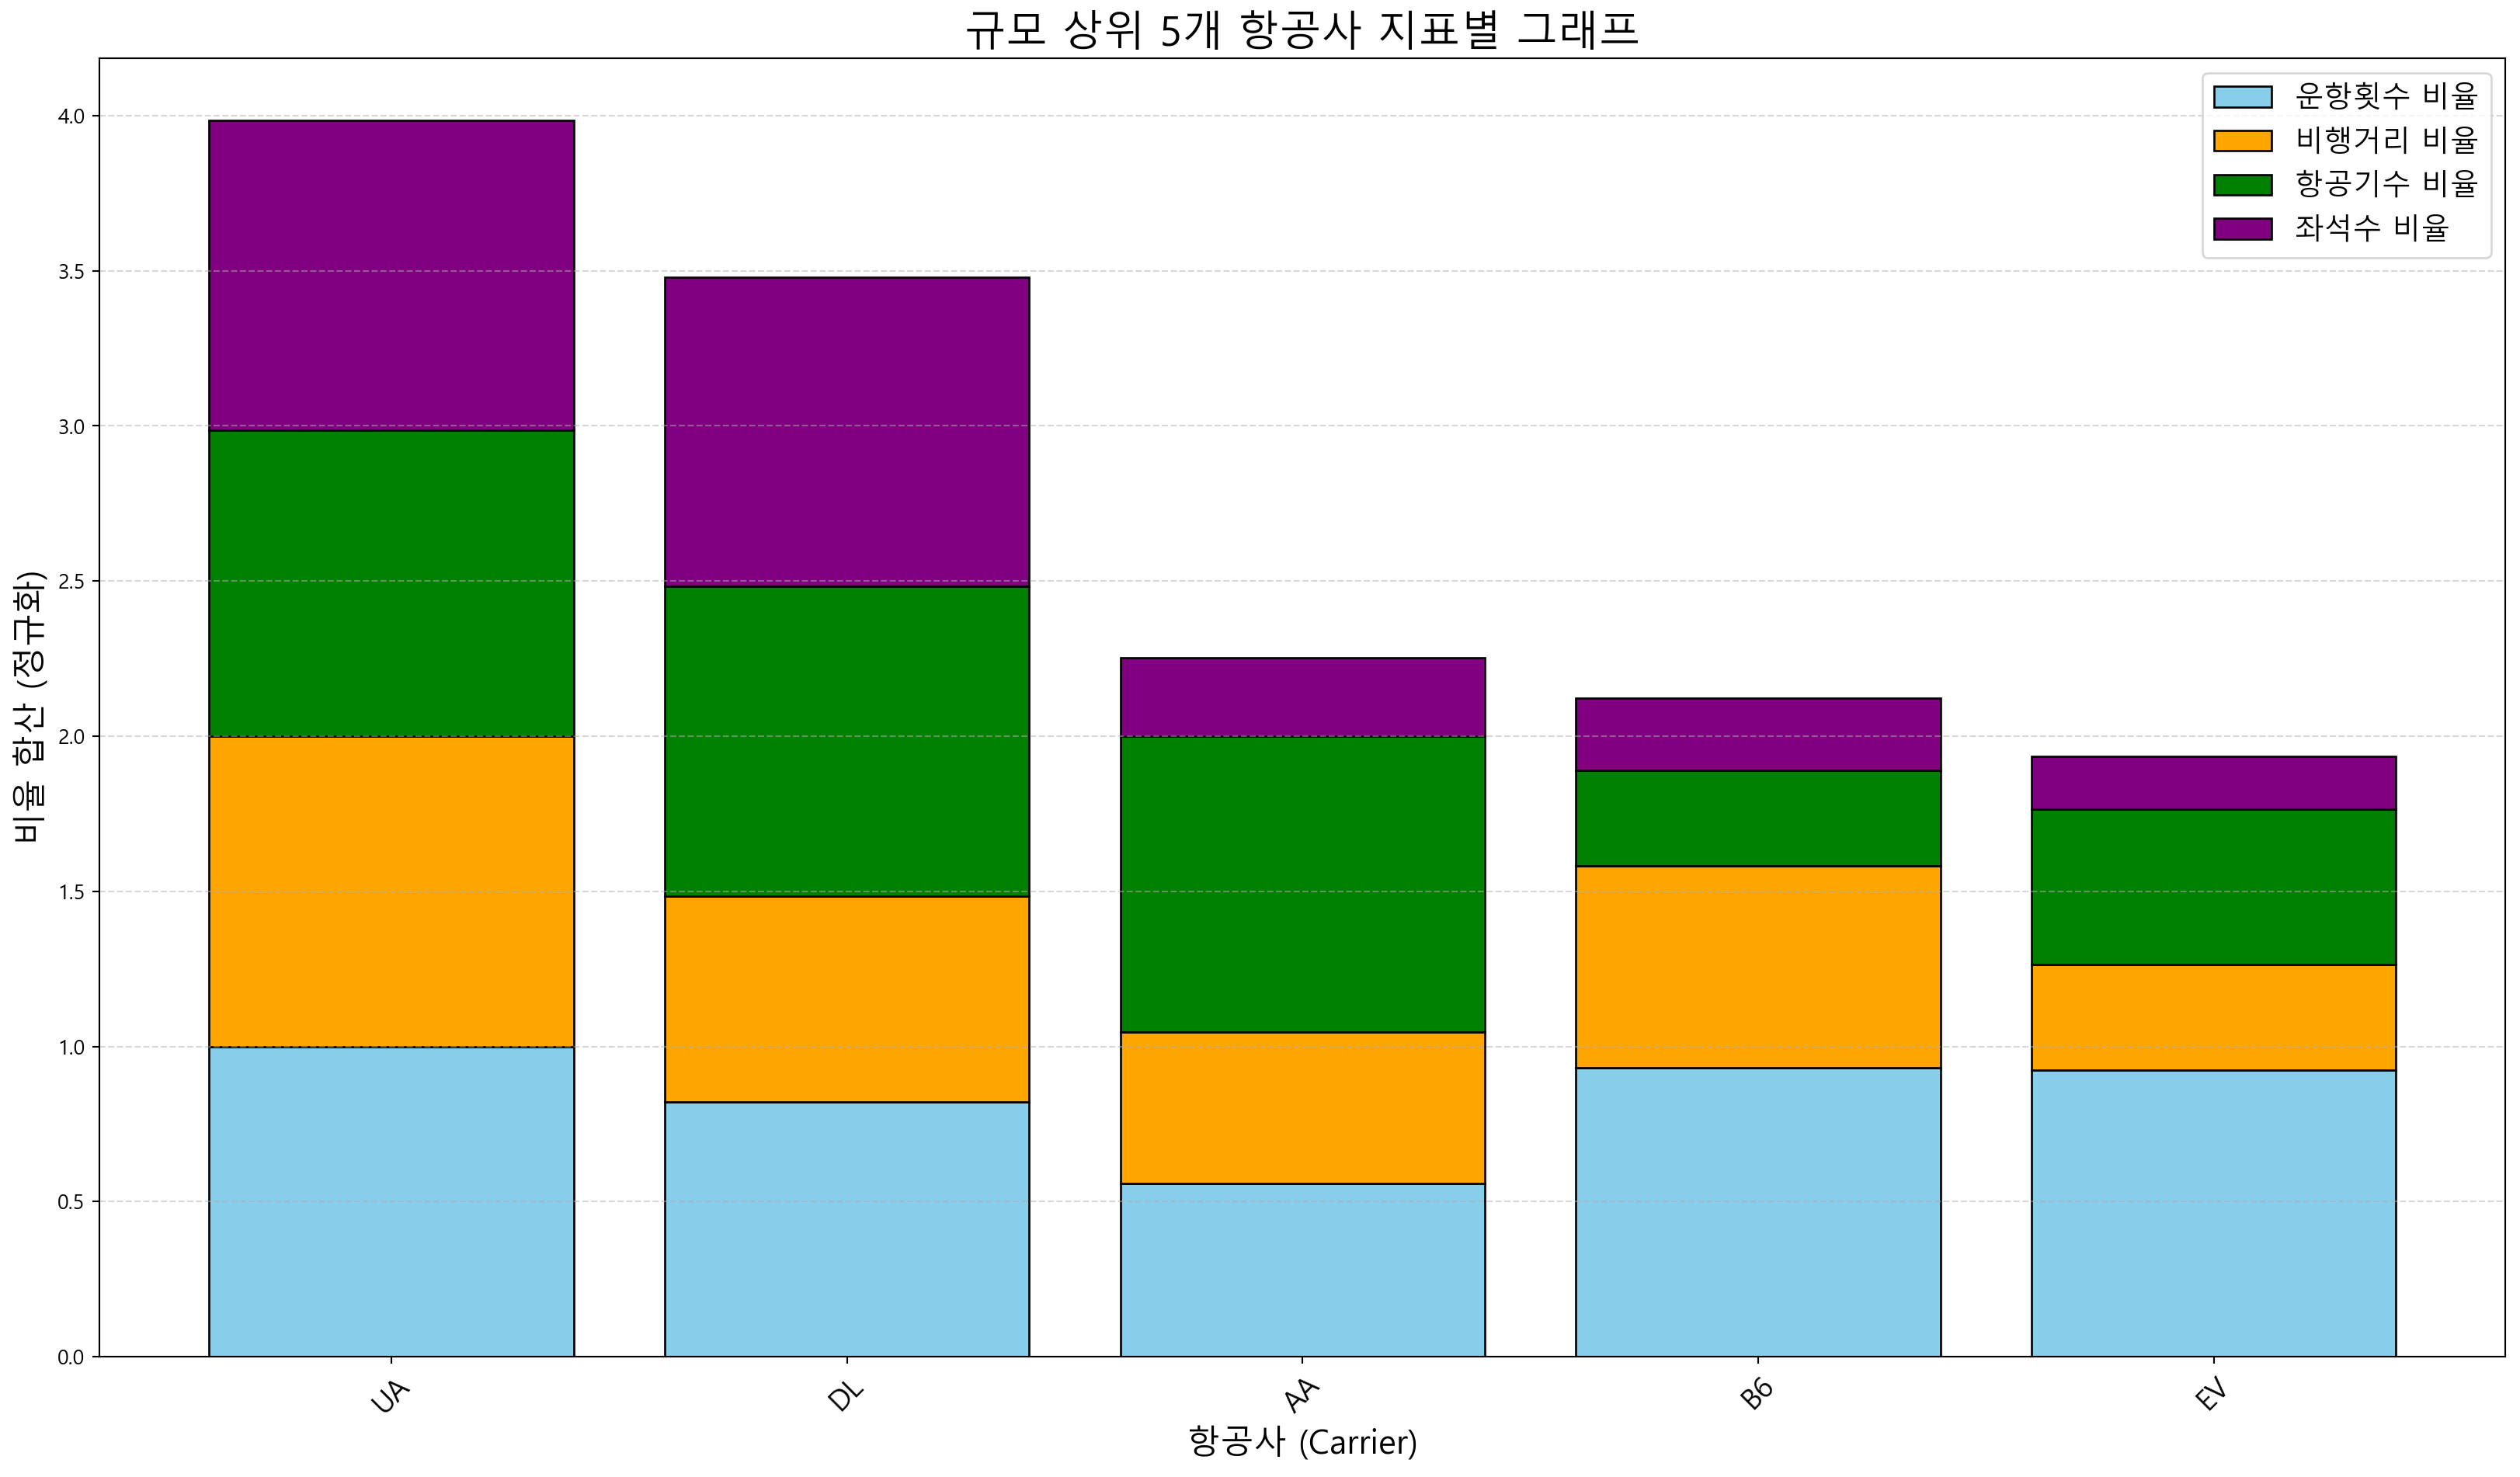 규모 상위 5개 항공사 지표별 그래프
운항횟수 비율
비행거리 비율
항공기수 비율
좌석수 비율
비율 합산 (정규화)
4.0
3.5
3.0
2.5
2.0
1.5
1.0
0.5
0.0
UA
DL
AA
B6
EV
항공사 (Carrier)